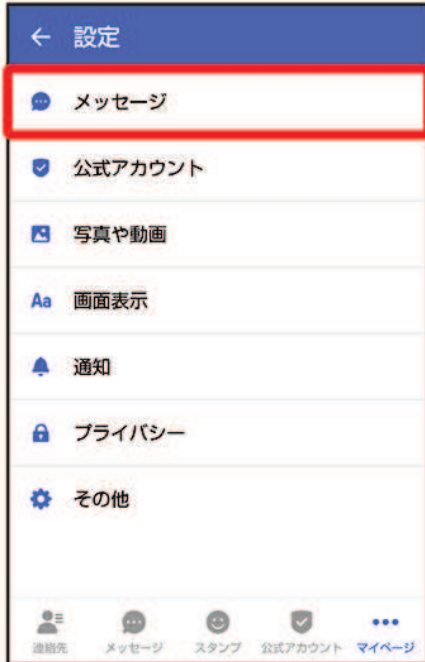 設定
メッセージ
公式アカウント
写真や動画
Aa 画面表示
通知
プライバシー
その他
連絡先 メッセージ スタンプ 公式アカウント マイページ